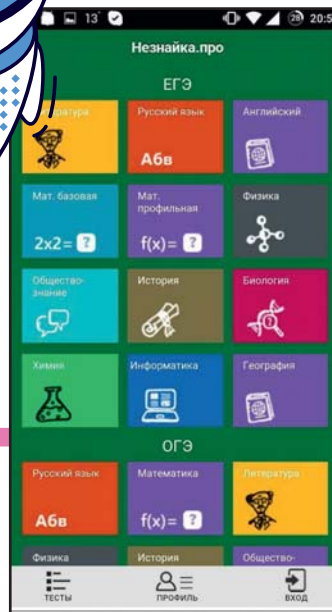 13° 28 20:5
Незнайка.про
ЕГЭ
Русский язык Английский
Абв
Мат. базовая Мат. профильная Физика
2x2= ? f(x)= ?
Общество-
знание История Биология
Химия Информатика География
ОГЭ
Русский язык Математика Литература
Абв f(x)= ?
Физика История Общество-
ТЕСТЫ ПРОФИЛЬ ВХОД